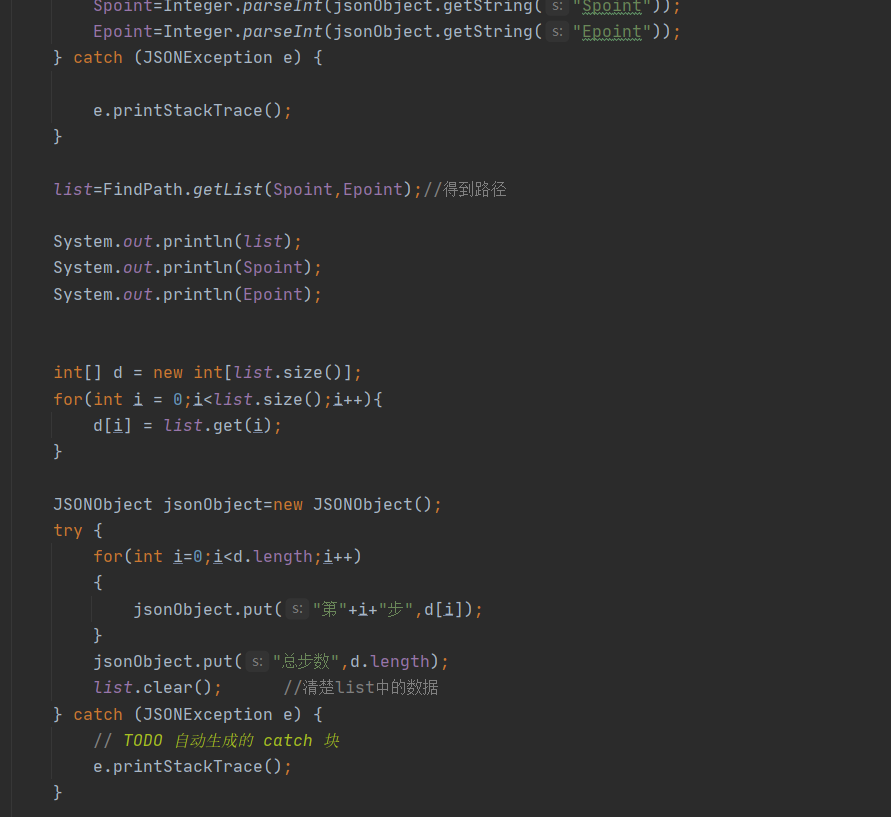 Spoint=Integer.parseInt(jsonObject.getString( s: "Spoint"));
Epoint=Integer.parseInt(jsonObject.getString( s: "Epoint"));
} catch (JSONException e) {
e.printStackTrace();
}
list=FindPath.getList(Spoint,Epoint);//得到路径
System.out.println(list);
System.out.println(Spoint);
System.out.println(Epoint);
int[] d = new int[list.size()];
for(int i = 0;i<list.size();i++){
d[i] = list.get(i);
}
JSONObject jsonObject=new JSONObject();
try {
for(int i=0;i<d.length;i++)
{
jsonObject.put( s: "第"+i+"步",d[i]);
}
jsonObject.put( s: "总步数",d.length);
list.clear(); //清楚list中的数据
} catch (JSONException e) {
// TODO 自动生成的 catch 块
e.printStackTrace();
}